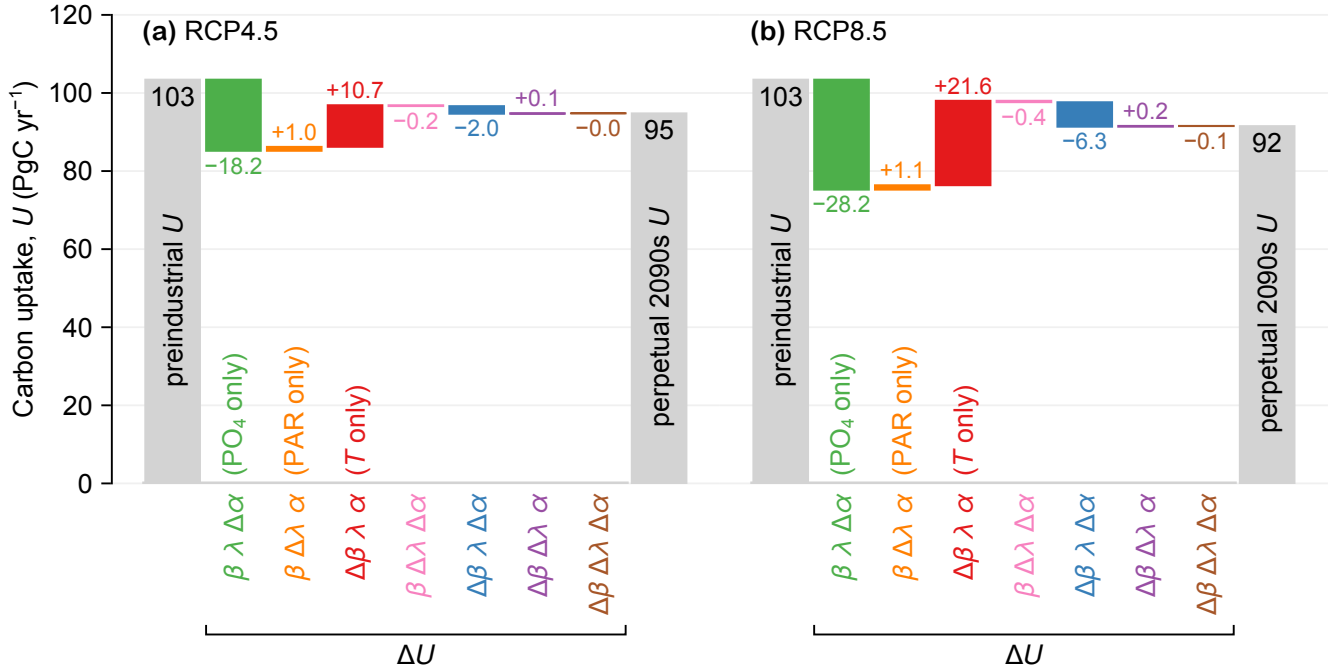 Carbon uptake, U (PgC yr⁻¹)
120
100
80
60
40
20
0
(a) RCP4.5
103
preindustrial U
−18.2
+1.0
+10.7
−0.2
−2.0
+0.1
−0.0
95
perpetual 2090s U
β λ Δα (PO₄ only)
β Δλ α (PAR only)
Δβ λ α (T only)
β Δλ Δα
Δβ λ Δα
Δβ Δλ α
Δβ Δλ Δα
ΔU
(b) RCP8.5
103
preindustrial U
−28.2
+1.1
+21.6
−0.4
−6.3
+0.2
−0.1
92
perpetual 2090s U
β λ Δα (PO₄ only)
β Δλ α (PAR only)
Δβ λ α (T only)
β Δλ Δα
Δβ λ Δα
Δβ Δλ α
Δβ Δλ Δα
ΔU